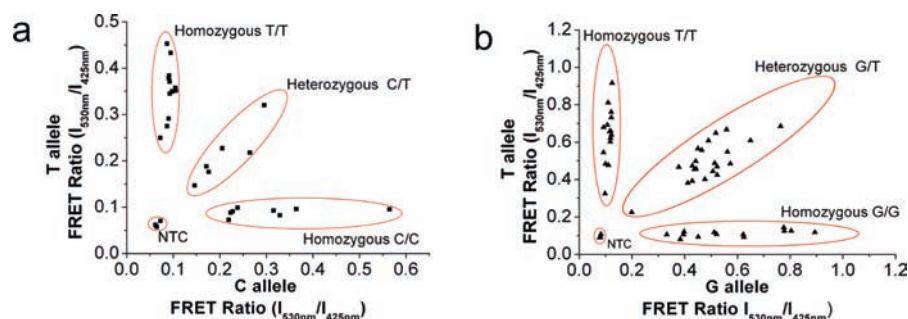 a
Homozygous T/T
Heterozygous C/T
Homozygous C/C
NTC
T allele
FRET Ratio (I530nm/I425nm)
0.5
0.4
0.3
0.2
0.1
0.0
0.0 0.1 0.2 0.3 0.4 0.5 0.6
C allele
FRET Ratio (I530nm/I425nm)
b
Homozygous T/T
Heterozygous G/T
Homozygous G/G
NTC
T allele
FRET Ratio (I530nm/I425nm)
1.2
1.0
0.8
0.6
0.4
0.2
0.0
0.0 0.2 0.4 0.6 0.8 1.0 1.2
G allele
FRET Ratio I530nm/I425nm)